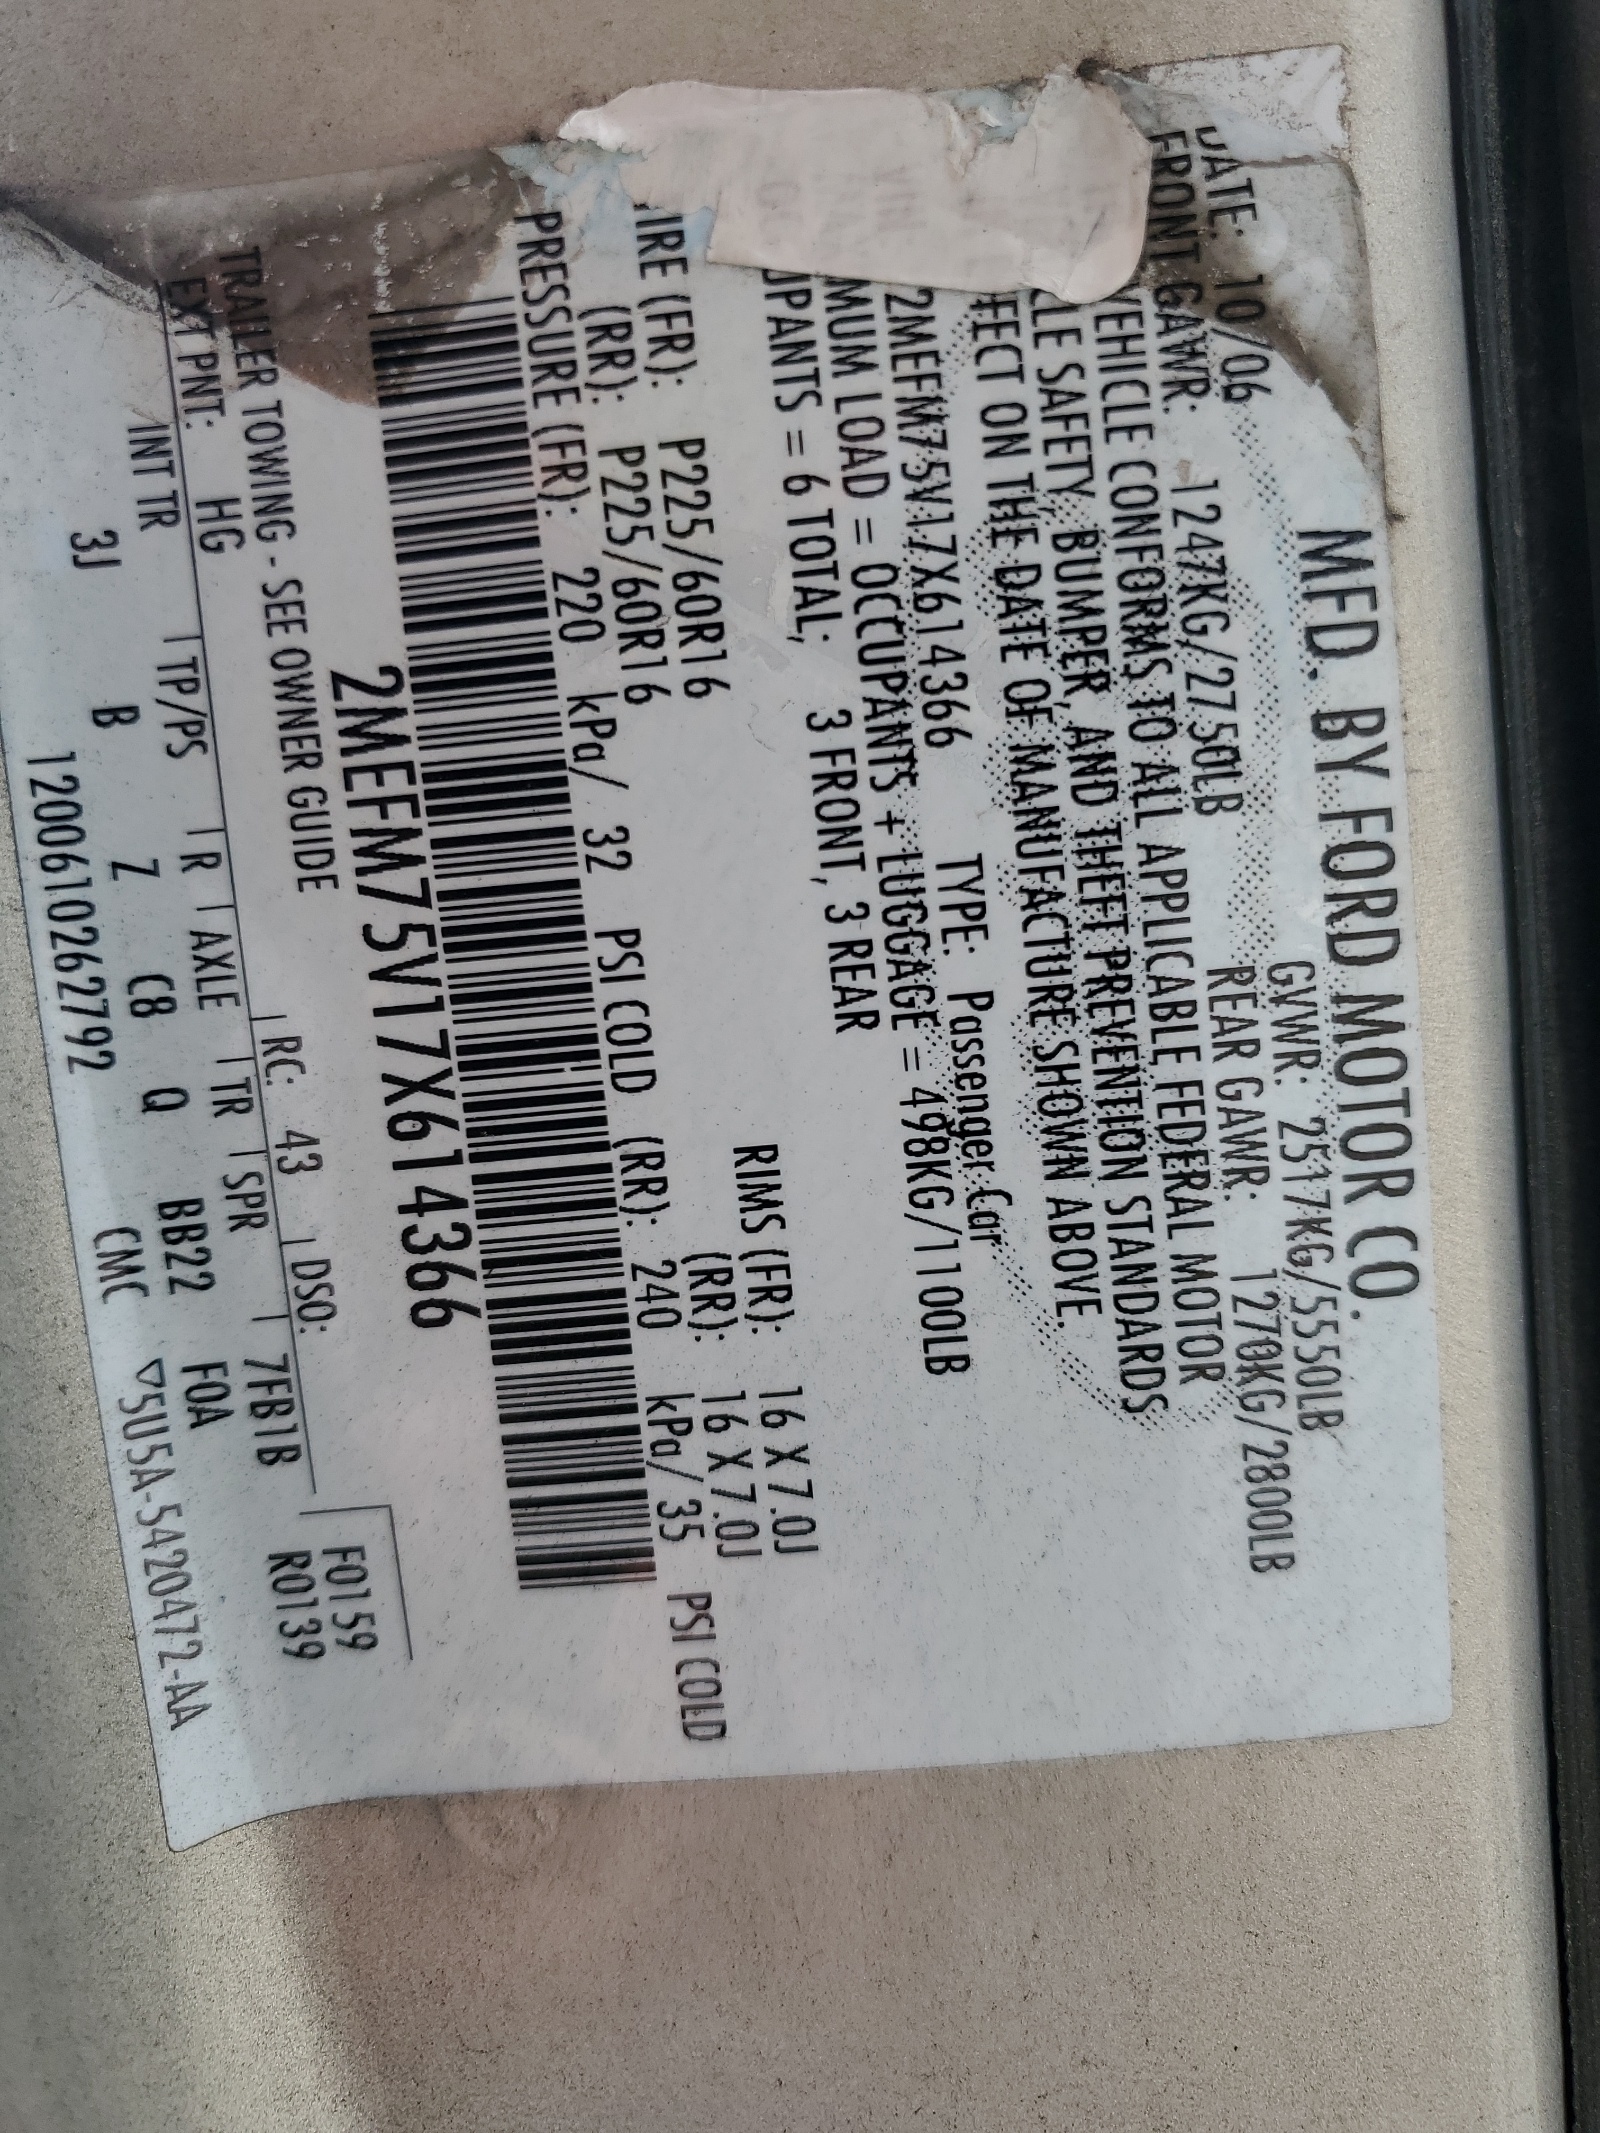 MFD. BY FORD MOTOR CO.
DATE: 10/06 GVWR: 2517KG/5550LB
FRONT GAWR: 1247KG/2750LB REAR GAWR: 1270KG/2800LB
VEHICLE CONFORMS TO ALL APPLICABLE FEDERAL MOTOR
CLE SAFETY, BUMPER, AND THEFT PREVENTION STANDARDS
FECT ON THE DATE OF MANUFACTURE SHOWN ABOVE.
2MEFM75V17X614366 TYPE: Passenger Car
MUM LOAD = OCCUPANTS + LUGGAGE = 498KG/1100LB
UPANTS = 6 TOTAL, 3 FRONT, 3 REAR
IRE (FR): P225/60R16 RIMS (FR): 16 X 7.0J
(RR): P225/60R16 (RR): 16 X 7.0J
PRESSURE (FR): 220 kPa/ 32 PSI COLD (RR): 240 kPa/ 35 PSI COLD
2MEFM75V17X614366
TRAILER TOWING - SEE OWNER GUIDE
F0159
R0139
EXT PNT: HG RC: 43 DSO: 7FB1B
INT TR TP/PS R AXLE TR SPR F0A
3J B Z C8 Q BB22 ▽5U5A-5420472-AA
1200610262792 CMC